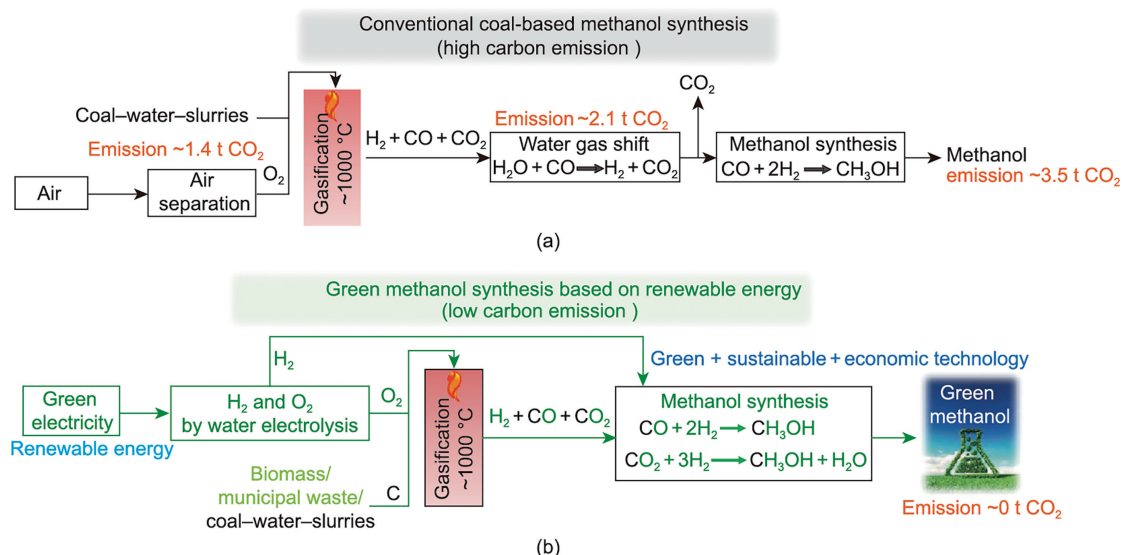 Conventional coal-based methanol synthesis
(high carbon emission )
CO₂
Coal–water–slurries
Emission ~1.4 t CO₂
O₂
Air
Air
separation
Gasification
~1000 °C
H₂ + CO + CO₂
Emission ~2.1 t CO₂
Water gas shift
H₂O + CO ⟹ H₂ + CO₂
Methanol synthesis
CO + 2H₂ ⟹ CH₃OH
Methanol
emission ~3.5 t CO₂
(a)
Green methanol synthesis based on renewable energy
(low carbon emission )
H₂
Green
electricity
Renewable energy
H₂ and O₂
by water electrolysis
O₂
Biomass/
municipal waste/
coal–water–slurries
C
Gasification
~1000 °C
H₂ + CO + CO₂
Green + sustainable + economic technology
Methanol synthesis
CO + 2H₂ ⟶ CH₃OH
CO₂ + 3H₂ ⟶ CH₃OH + H₂O
Green
methanol
Emission ~0 t CO₂
(b)